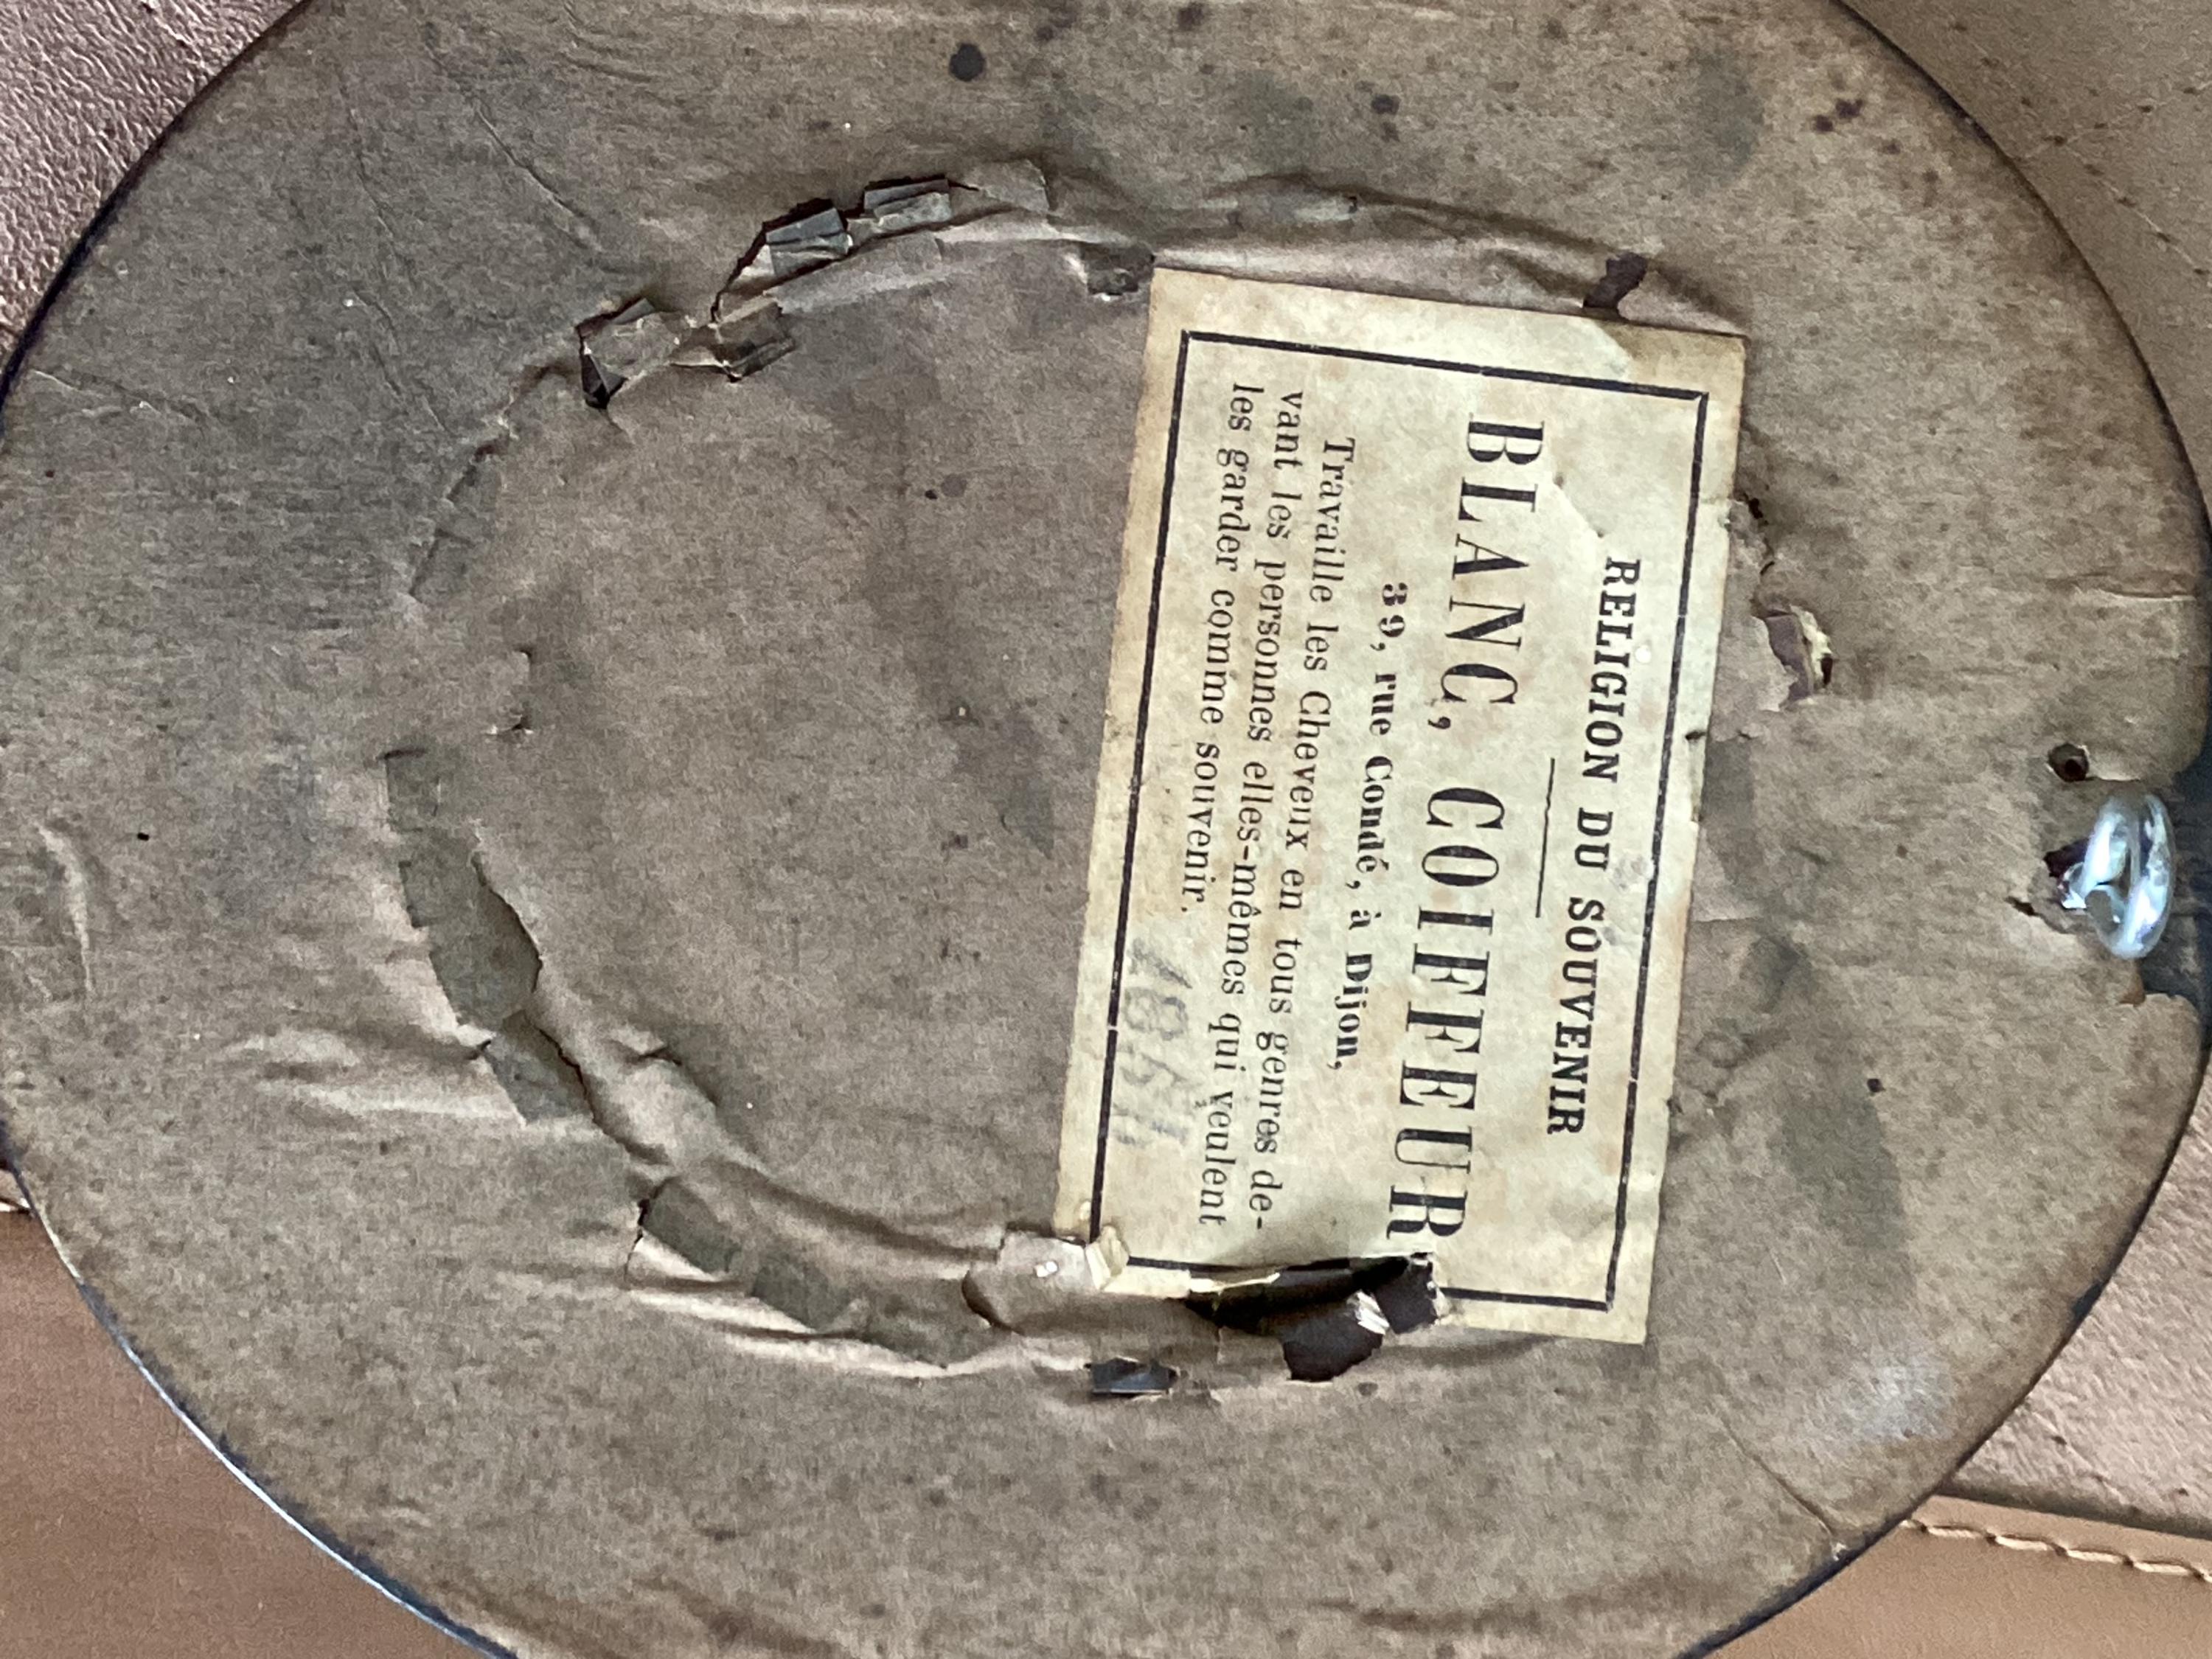 RELIGION DU SOUVENIR
BLANC, COIFFEUR
39, rue Condé, à Dijon,
Travaille les Cheveux en tous genres de-
vant les personnes elles-mêmes qui veulent
les garder comme souvenir.